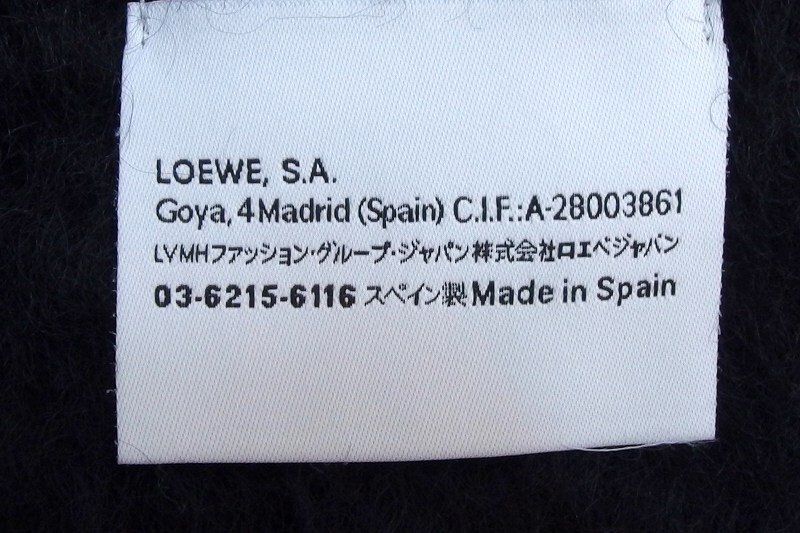 LOEWE, S.A.
Goya, 4 Madrid (Spain) C.I.F.:A-28003861
LVMHファッション・グループ・ジャパン株式会社ロエベジャパン
03-6215-6116 スペイン製 Made in Spain